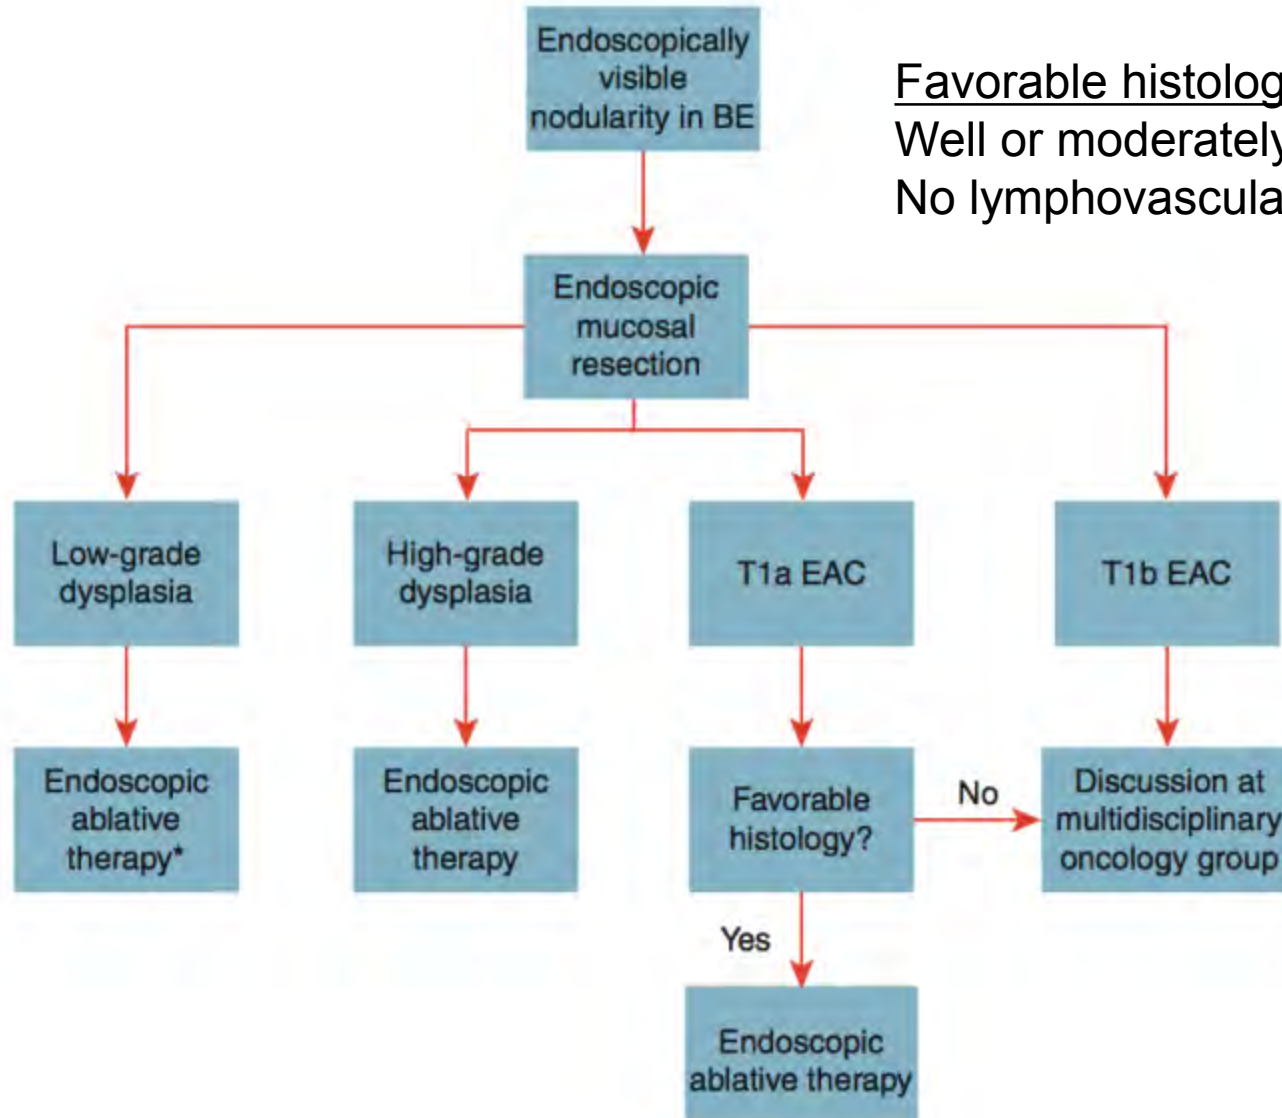 Endoscopically
visible
nodularity in BE
Favorable histolog
Well or moderately
No lymphovascula
Endoscopic
mucosal
resection
Low-grade
dysplasia
High-grade
dysplasia
T1a EAC
T1b EAC
Endoscopic
ablative
therapy*
Endoscopic
ablative
therapy
Favorable
histology?
No
Discussion at
multidisciplinary
oncology group
Yes
Endoscopic
ablative therapy